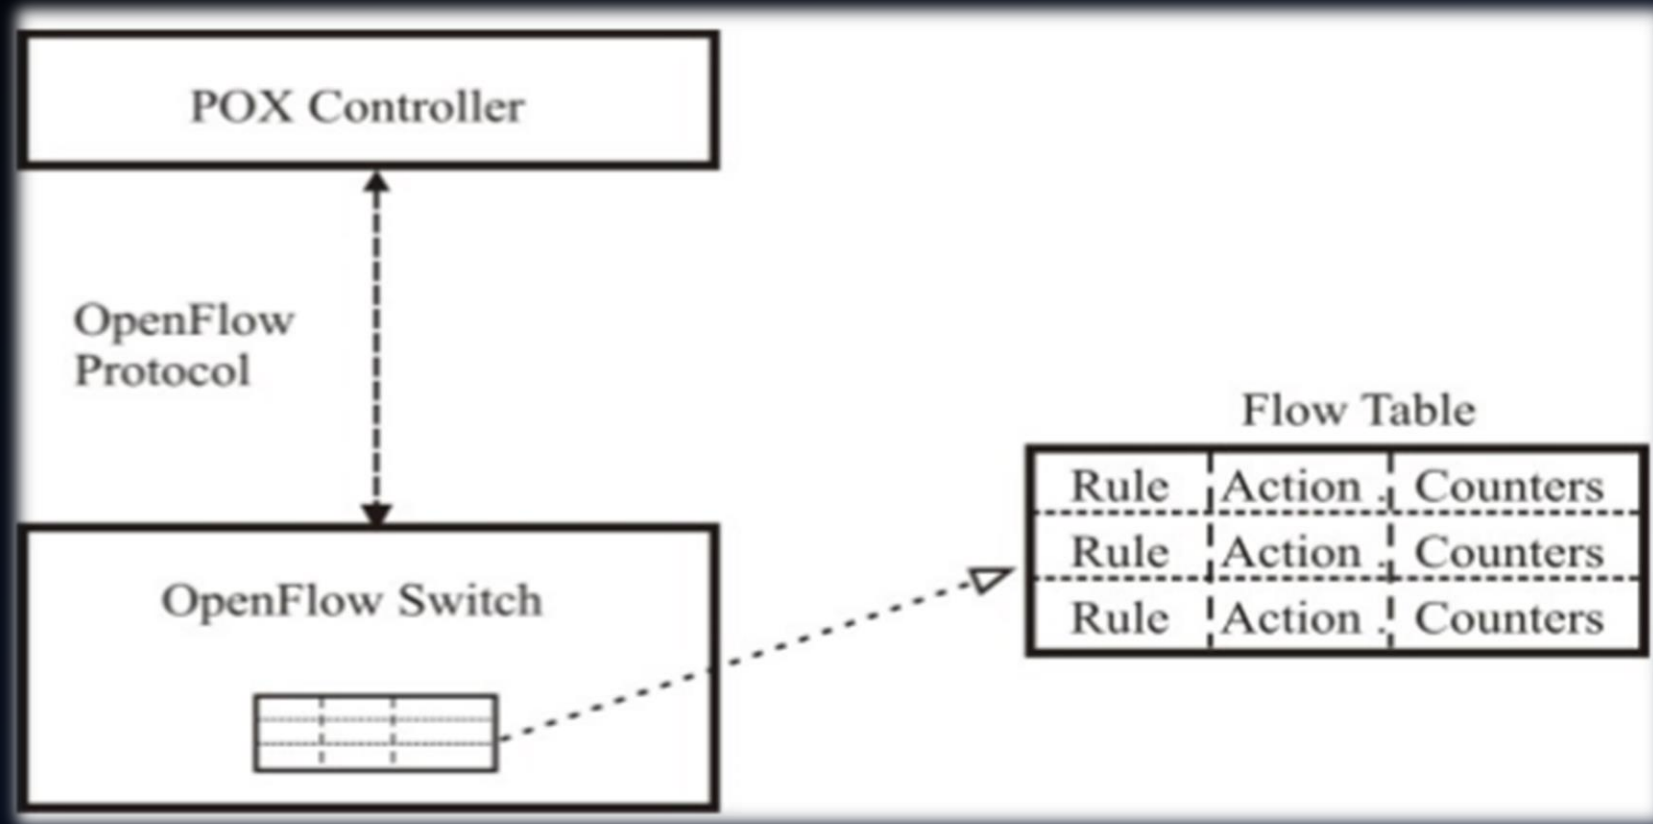 POX Controller
OpenFlow
Protocol
OpenFlow Switch
Flow Table
Rule Action . Counters
Rule Action . Counters
Rule Action . Counters